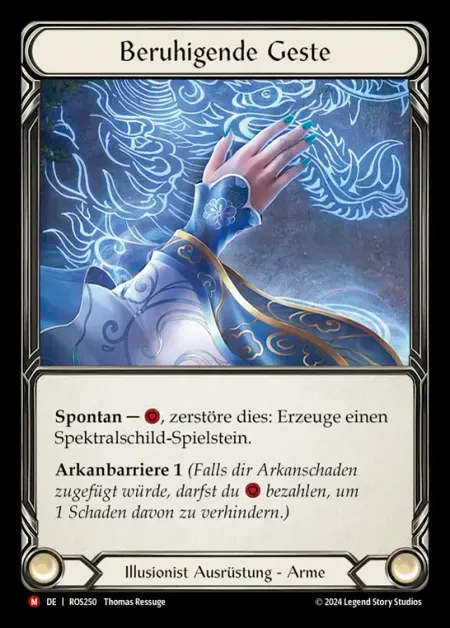 Beruhigende Geste
Spontan — , zerstöre dies: Erzeuge einen
Spektralschild-Spielstein.
Arkanbarriere 1 (Falls dir Arkanschaden
zugefügt würde, darfst du bezahlen, um
1 Schaden davon zu verhindern.)
Illusionist Ausrüstung - Arme
M DE | ROS250 Thomas Ressuge © 2024 Legend Story Studios